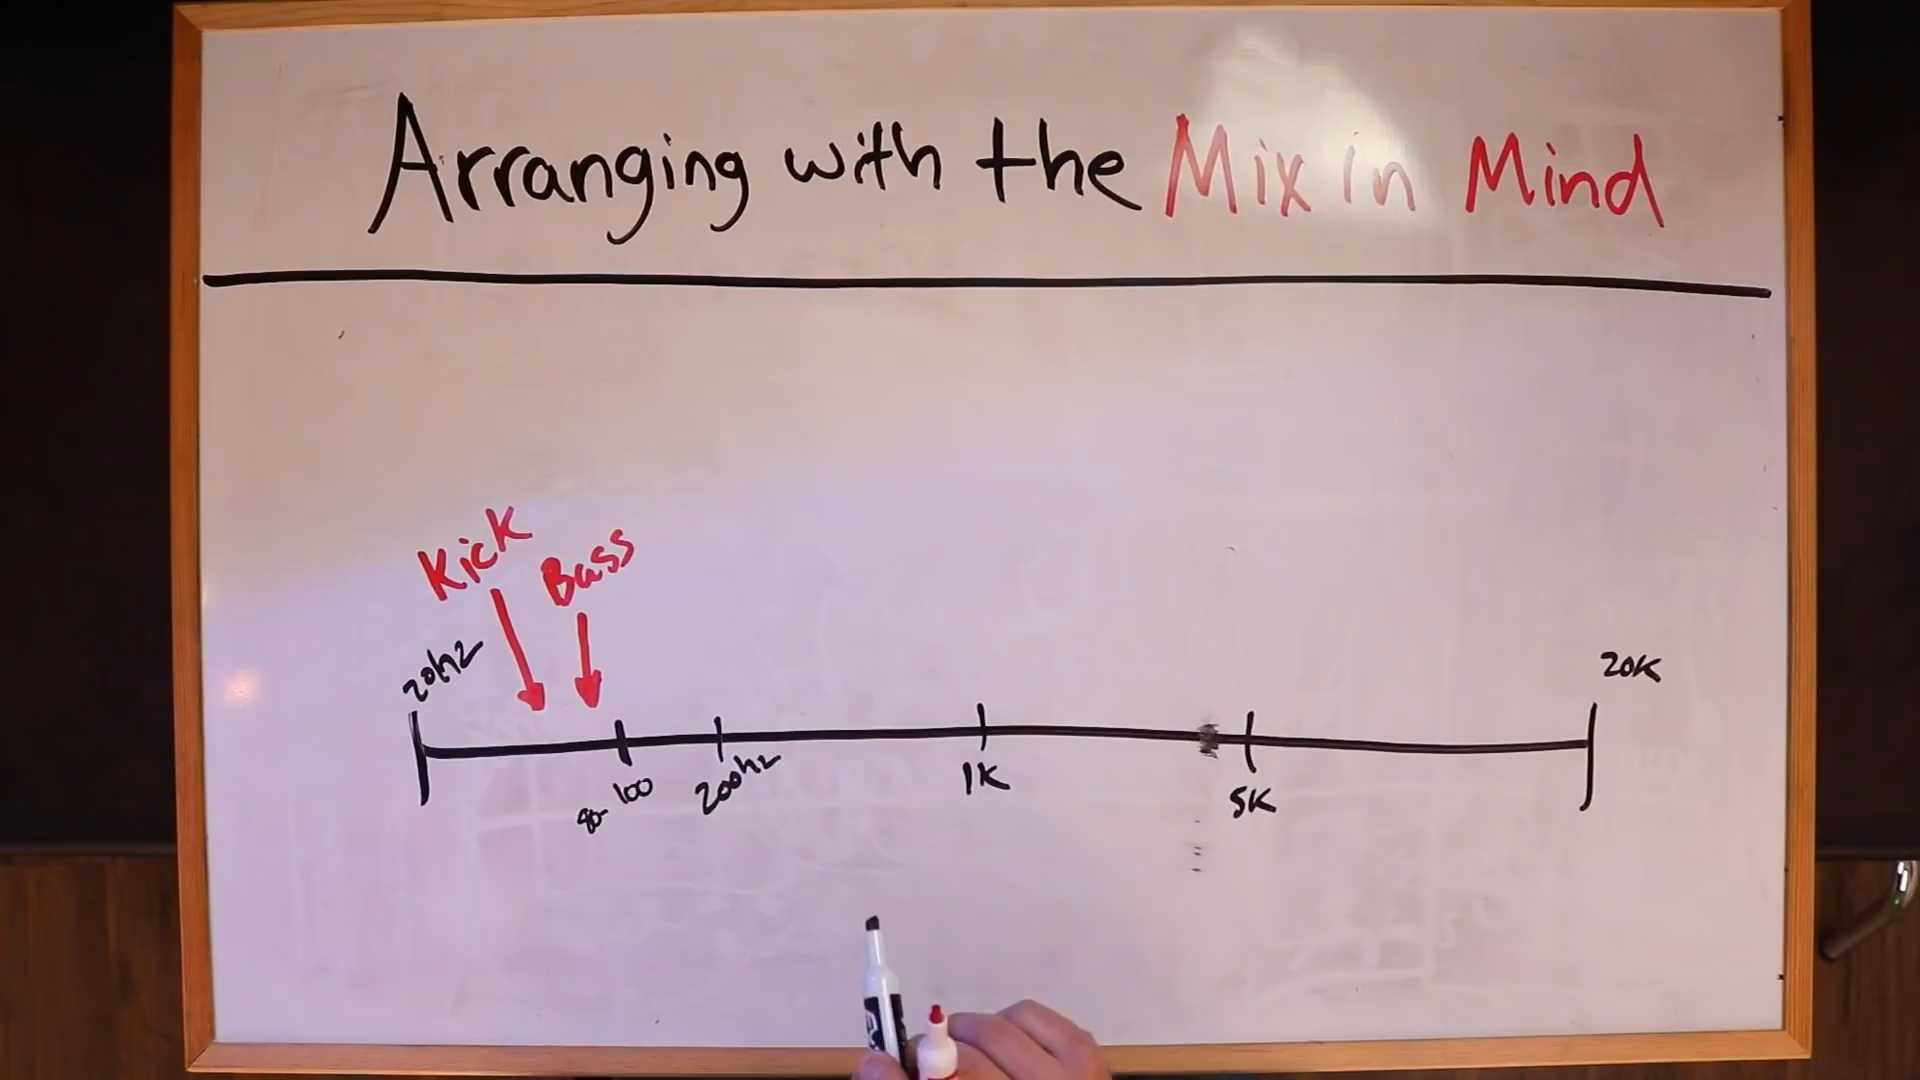 Arranging with the Mix in Mind
Kick
Bass
20hz
20K
80-100
200hz
1K
5K